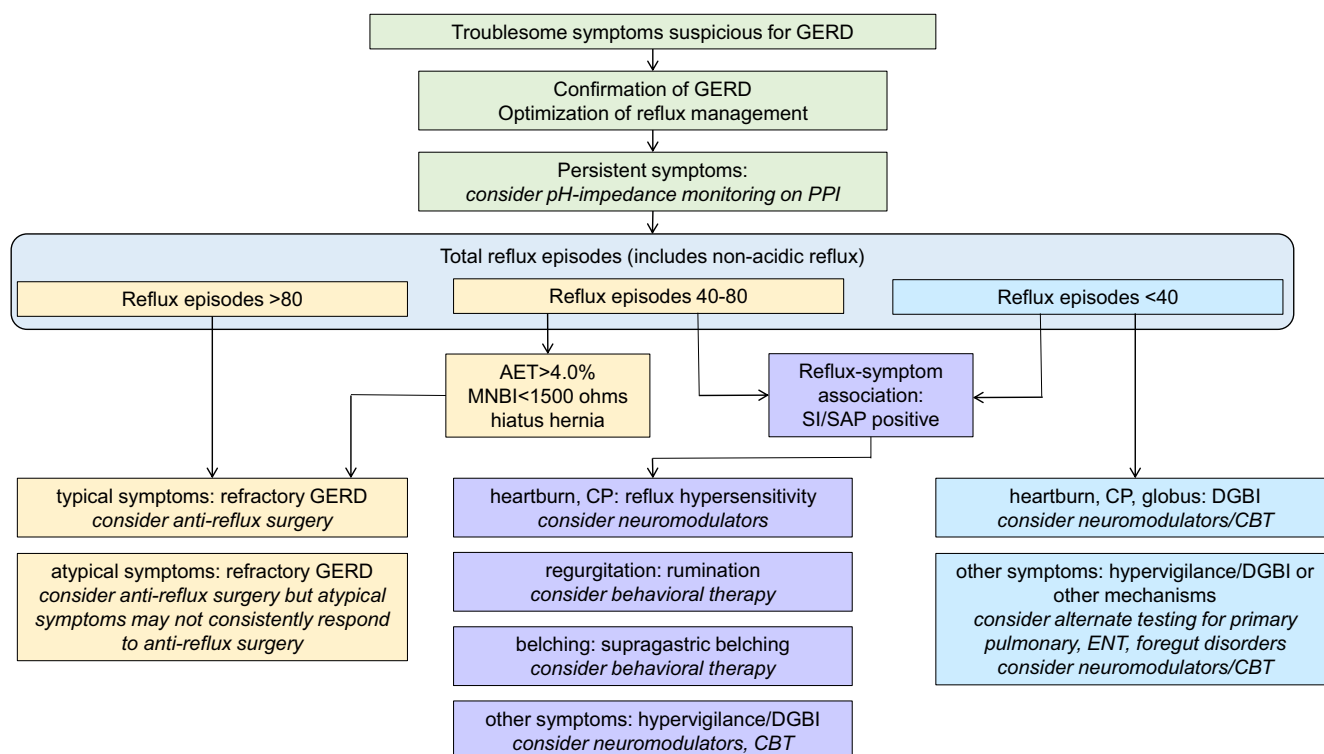 Troublesome symptoms suspicious for GERD
Confirmation of GERD
Optimization of reflux management
Persistent symptoms:
consider pH-impedance monitoring on PPI
Total reflux episodes (includes non-acidic reflux)
Reflux episodes >80
Reflux episodes 40-80
Reflux episodes <40
AET>4.0%
MNBI<1500 ohms
hiatus hernia
Reflux-symptom
association:
SI/SAP positive
typical symptoms: refractory GERD
consider anti-reflux surgery
atypical symptoms: refractory GERD
consider anti-reflux surgery but atypical
symptoms may not consistently respond
to anti-reflux surgery
heartburn, CP: reflux hypersensitivity
consider neuromodulators
regurgitation: rumination
consider behavioral therapy
belching: supragastric belching
consider behavioral therapy
other symptoms: hypervigilance/DGBI
consider neuromodulators, CBT
heartburn, CP, globus: DGBI
consider neuromodulators/CBT
other symptoms: hypervigilance/DGBI or
other mechanisms
consider alternate testing for primary
pulmonary, ENT, foregut disorders
consider neuromodulators/CBT